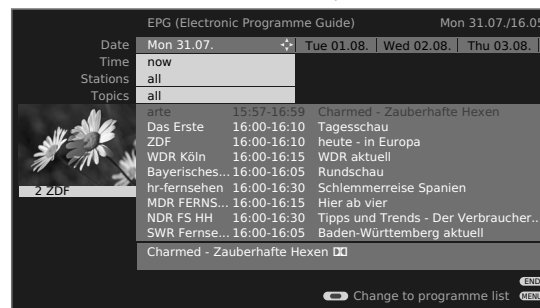 EPG (Electronic Programme Guide) Mon 31.07./16:05
Date Mon 31.07. Tue 01.08. Wed 02.08. Thu 03.08.
Time now
Stations all
Topics all
arte 15:57-16:59 Charmed - Zauberhafte Hexen
Das Erste 16:00-16:10 Tagesschau
ZDF 16:00-16:10 heute - in Europa
WDR Köln 16:00-16:15 WDR aktuell
Bayerisches... 16:00-16:05 Rundschau
hr-fernsehen 16:00-16:30 Schlemmerreise Spanien
MDR FERNS... 16:00-16:15 Hier ab vier
NDR FS HH 16:00-16:30 Tipps und Trends - Der Verbraucher..
SWR Fernse... 16:00-16:05 Baden-Württemberg aktuell
2 ZDF
Charmed - Zauberhafte Hexen
END
Change to programme list MENU